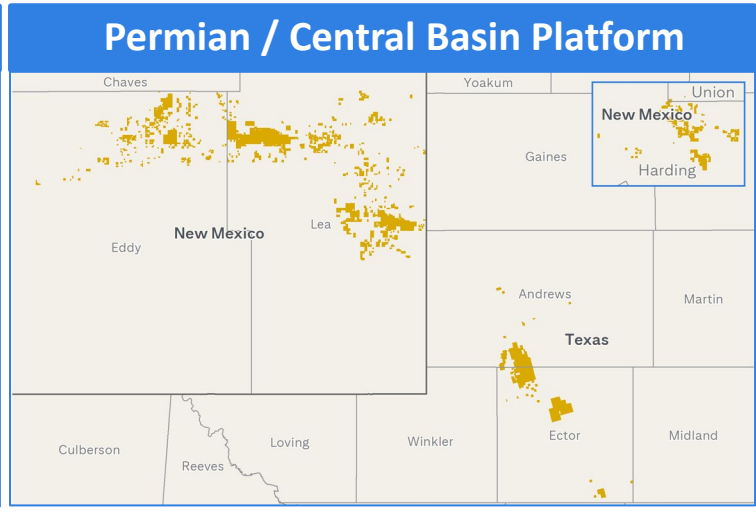 Permian / Central Basin Platform
Chaves
Yoakum
Union
New Mexico
Harding
Gaines
Eddy
New Mexico
Lea
Andrews
Martin
Texas
Culberson
Reeves
Loving
Winkler
Ector
Midland